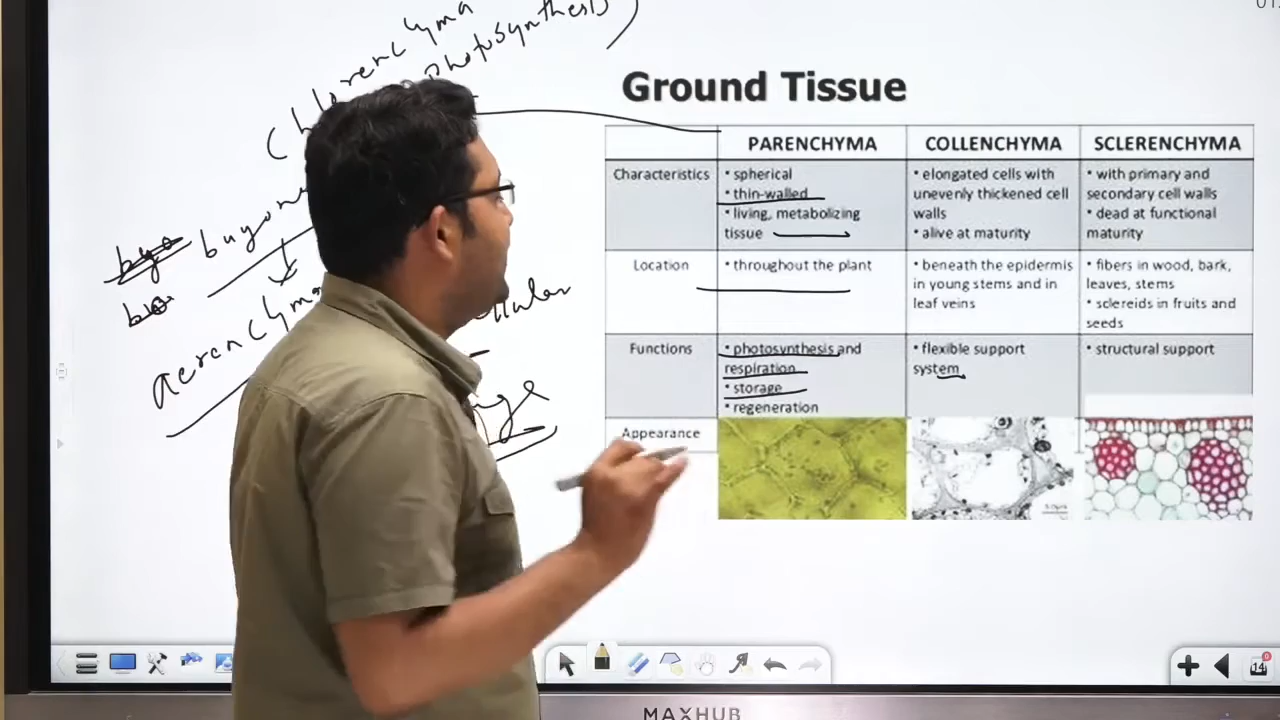 Chlorenchyma
photosynthesis)
buyon
aerenchyma
Ground Tissue
PARENCHYMA COLLENCHYMA SCLERENCHYMA
Characteristics
• spherical
• thin-walled
• living, metabolizing
tissue
• elongated cells with
unevenly thickened cell
walls
• alive at maturity
• with primary and
secondary cell walls
• dead at functional
maturity
Location
• throughout the plant
• beneath the epidermis
in young stems and in
leaf veins
• fibers in wood, bark,
leaves, stems
• sclereids in fruits and
seeds
Functions
• photosynthesis and
respiration
• storage
• regeneration
• flexible support
system
• structural support
Appearance
14
MAXHUB